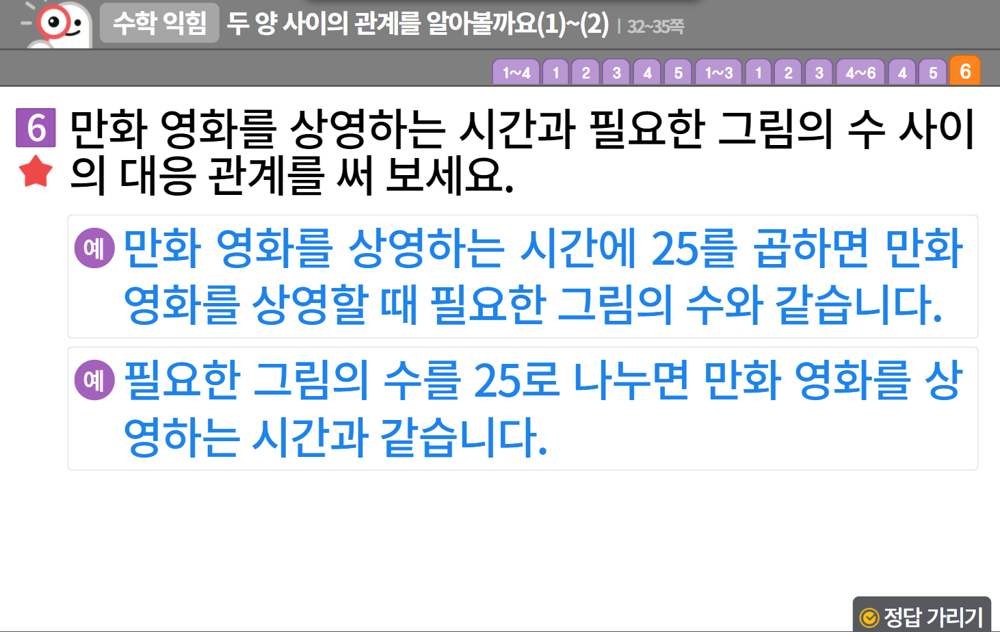 수학 익힘 두 양 사이의 관계를 알아볼까요(1)~(2) | 32~35쪽
1~4 1 2 3 4 5 1~3 1 2 3 4~6 4 5 6
6 만화 영화를 상영하는 시간과 필요한 그림의 수 사이
의 대응 관계를 써 보세요.
예 만화 영화를 상영하는 시간에 25를 곱하면 만화
영화를 상영할 때 필요한 그림의 수와 같습니다.
예 필요한 그림의 수를 25로 나누면 만화 영화를 상
영하는 시간과 같습니다.
정답 가리기